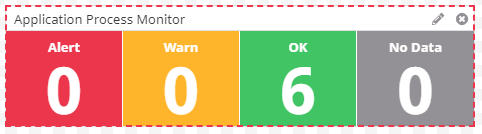 Application Process Monitor
Alert Warn OK No Data
0 0 6 0